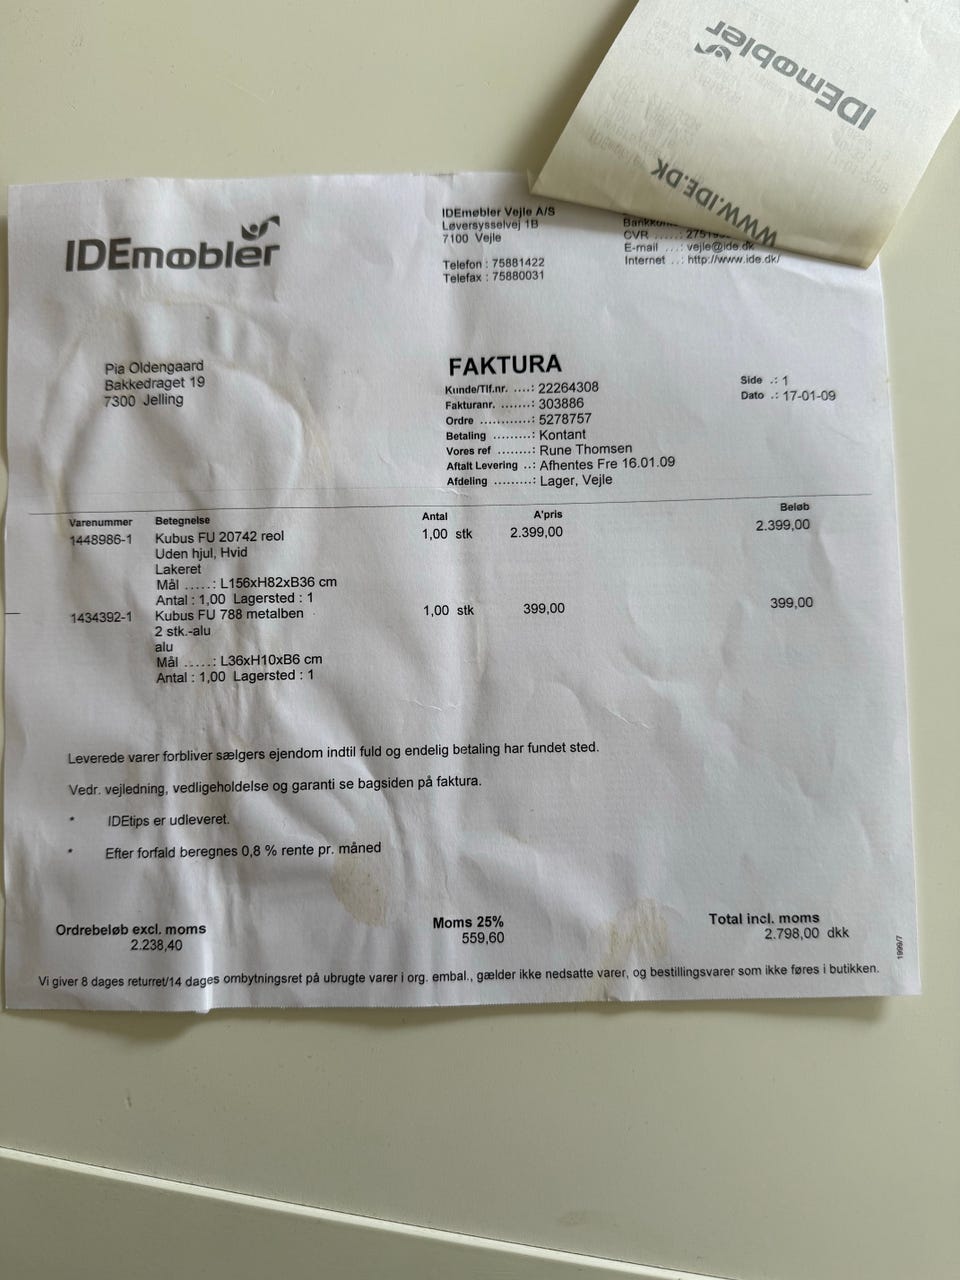 IDEmøbler
WWW.IDE.DK
IDEmøbler
IDEmøbler Vejle A/S
Løversysselvej 1B
7100 Vejle
Telefon : 75881422
Telefax : 75880031
CVR .....:
E-mail ...: vejle@ide.dk
Internet ..: http://www.ide.dk/
Pia Oldengaard
Bakkedraget 19
7300 Jelling
FAKTURA
Kunde/Tlf.nr. ....: 22264308
Fakturanr. .......: 303886
Ordre ............: 5278757
Betaling .........: Kontant
Vores ref ........: Rune Thomsen
Aftalt Levering ..: Afhentes Fre 16.01.09
Afdeling .........: Lager, Vejle
Side .: 1
Dato .: 17-01-09
Varenummer Betegnelse Antal A'pris Beløb
1448986-1 Kubus FU 20742 reol 1,00 stk 2.399,00 2.399,00
Uden hjul, Hvid
Lakeret
Mål .....: L156xH82xB36 cm
Antal : 1,00 Lagersted : 1
1434392-1 Kubus FU 788 metalben 1,00 stk 399,00 399,00
2 stk.-alu
alu
Mål .....: L36xH10xB6 cm
Antal : 1,00 Lagersted : 1
Leverede varer forbliver sælgers ejendom indtil fuld og endelig betaling har fundet sted.
Vedr. vejledning, vedligeholdelse og garanti se bagsiden på faktura.
* IDEtips er udleveret.
* Efter forfald beregnes 0,8 % rente pr. måned
Ordrebeløb excl. moms Moms 25% Total incl. moms
2.238,40 559,60 2.798,00 dkk
1999/7
Vi giver 8 dages returret/14 dages ombytningsret på ubrugte varer i org. embal., gælder ikke nedsatte varer, og bestillingsvarer som ikke føres i butikken.